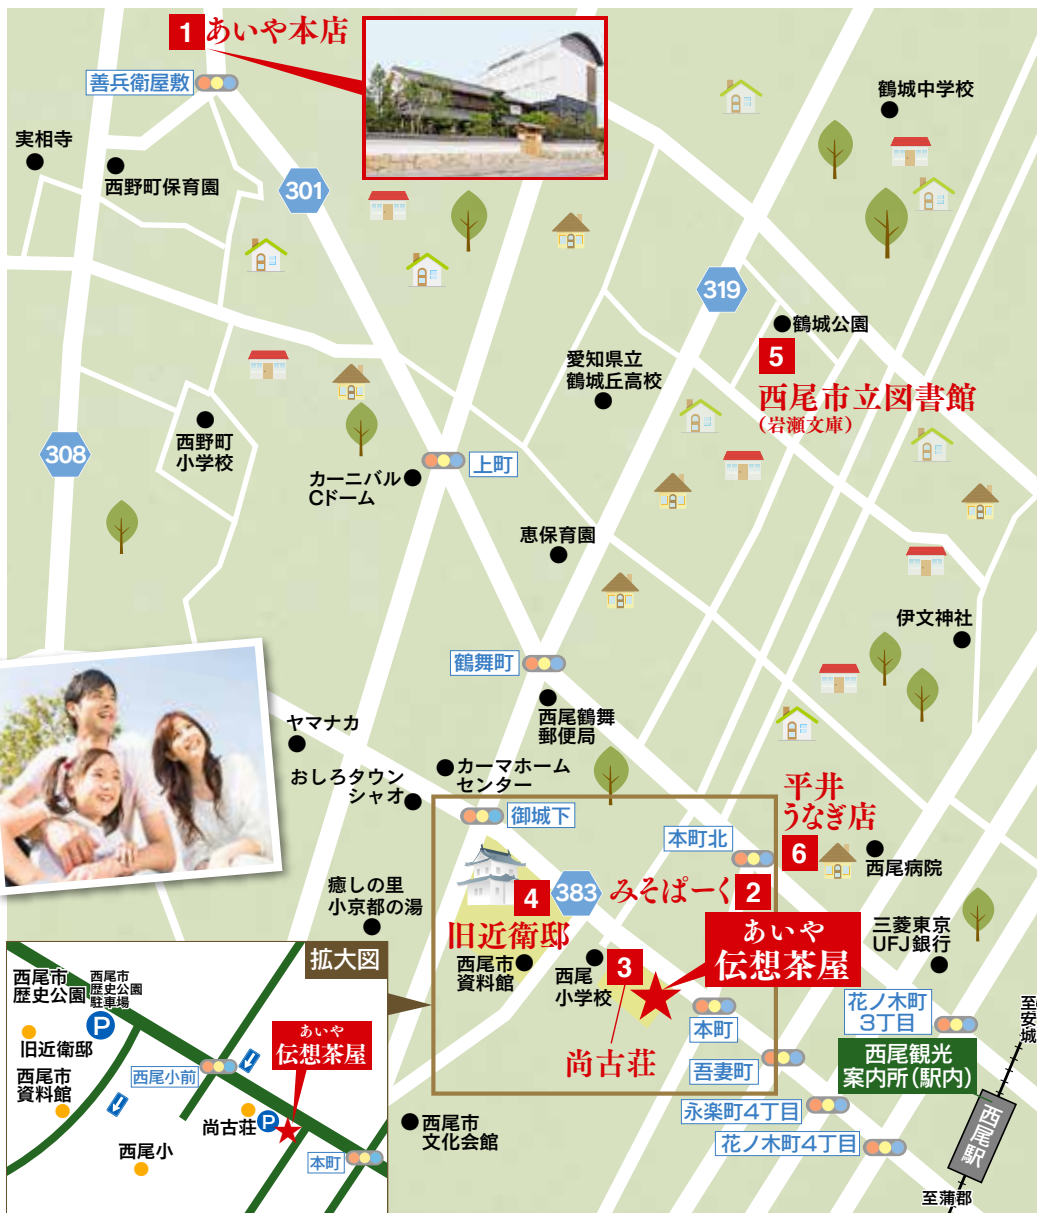 1 あいや本店
善兵衛屋敷
実相寺
西野町保育園
301
鶴城中学校
319
鶴城公園
5
西尾市立図書館
(岩瀬文庫)
愛知県立
鶴城丘高校
308
西野町
小学校
カーニバル
Cドーム
上町
恵保育園
伊文神社
鶴舞町
西尾鶴舞
郵便局
ヤマナカ
おしろタウン
シャオ
カーマホーム
センター
御城下
平井
うなぎ店
6
西尾病院
本町北
4
383
みそぱーく 2
旧近衛邸
西尾市
資料館
癒しの里
小京都の湯
西尾
小学校
3
あいや
伝想茶屋
三菱東京
UFJ銀行
本町
尚古荘
吾妻町
花ノ木町
3丁目
至安城
西尾観光
案内所(駅内)
西尾駅
永楽町4丁目
花ノ木町4丁目
至蒲郡
西尾市
文化会館
拡大図
西尾市
歴史公園
西尾市
歴史公園
駐車場
P
旧近衛邸
西尾市
資料館
西尾小前
あいや
伝想茶屋
尚古荘
P
西尾小
本町